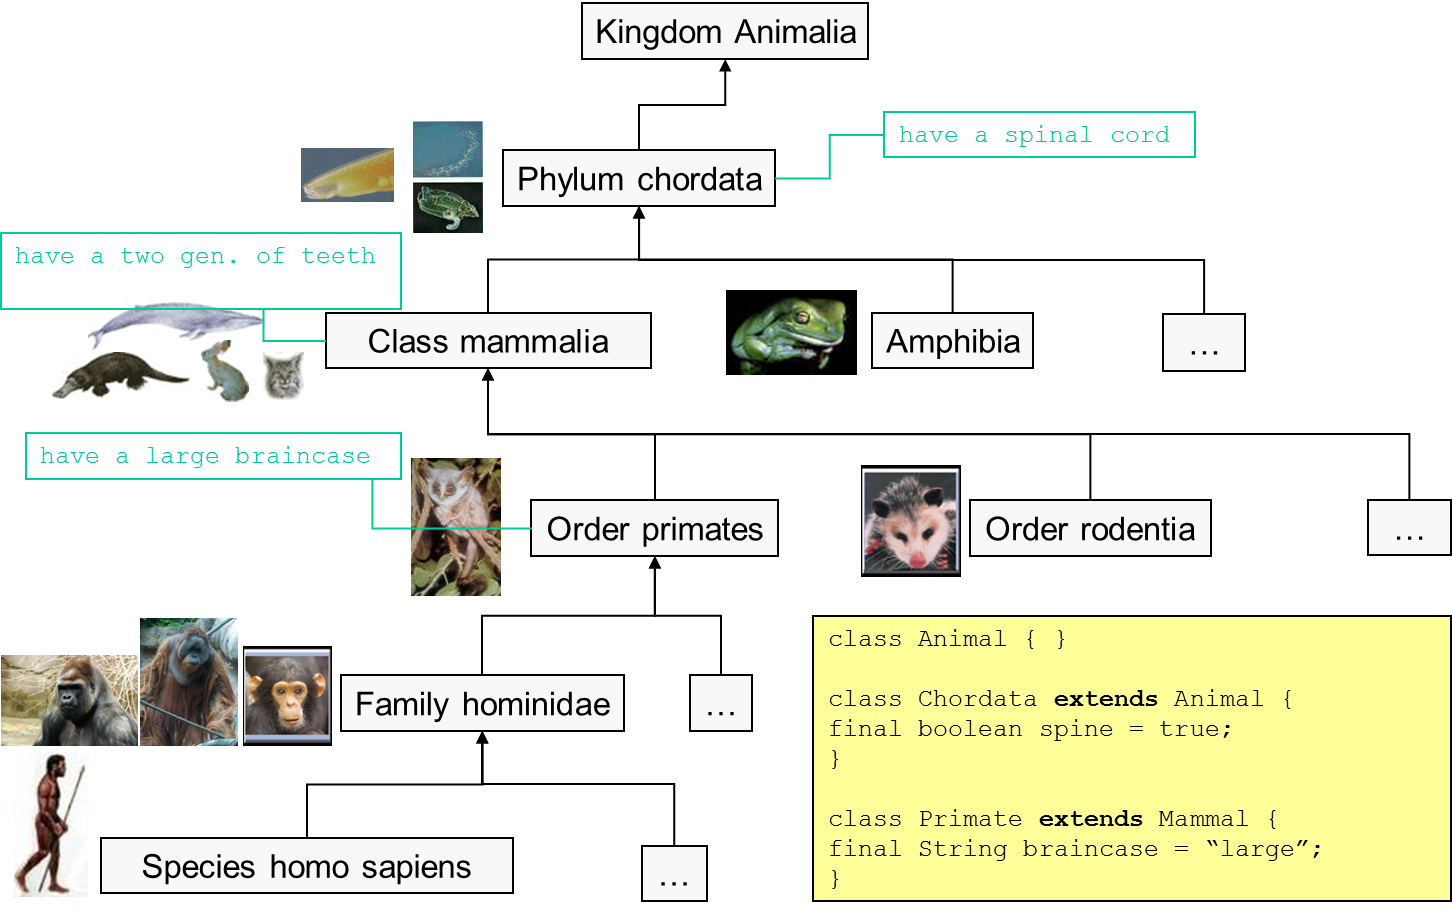 Kingdom Animalia
have a spinal cord
Phylum chordata
have a two gen. of teeth
Class mammalia
Amphibia
…
have a large braincase
Order primates
Order rodentia
…
Family hominidae
…
Species homo sapiens
…
class Animal { }
class Chordata extends Animal {
final boolean spine = true;
}
class Primate extends Mammal {
final String braincase = “large”;
}